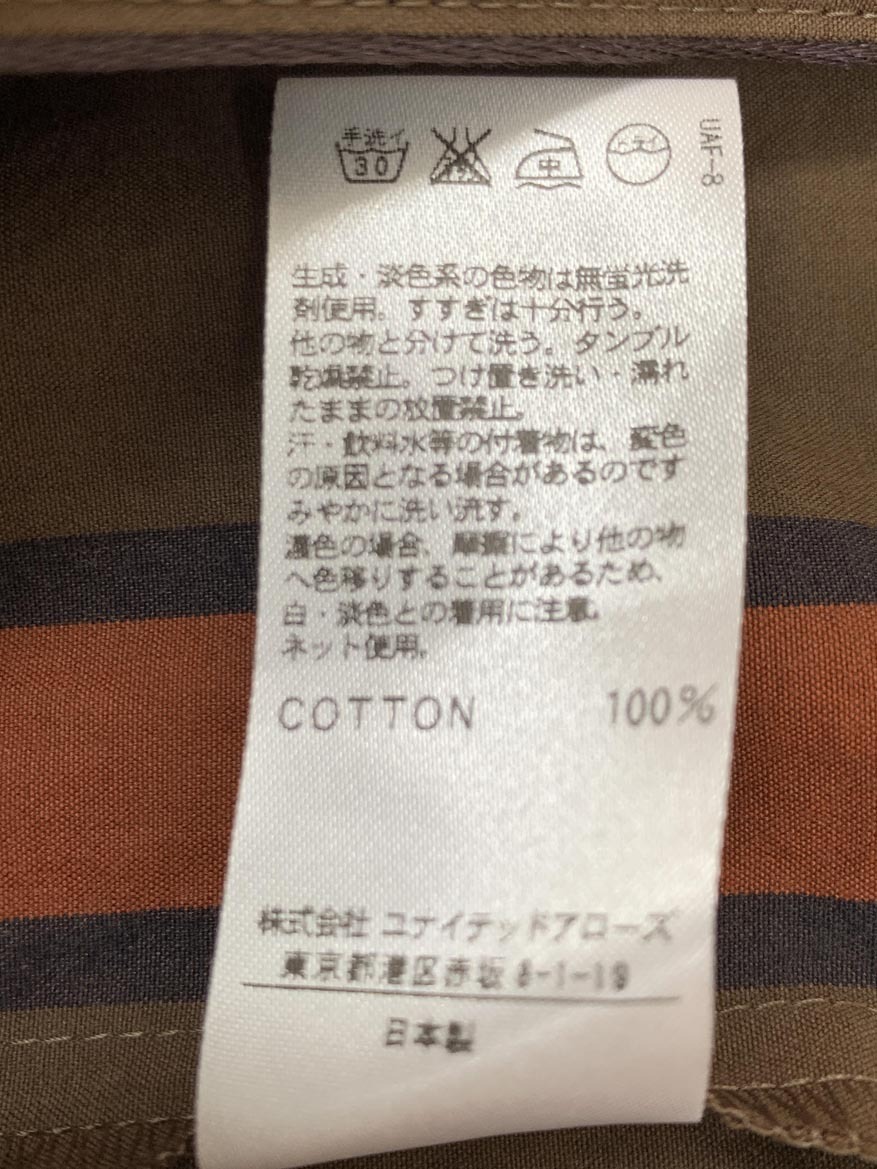 手洗イ
30
中
ドライ
UAF-8
生成・淡色系の色物は無蛍光洗
剤使用。すすぎは十分行う。
他の物と分けて洗う。タンブル
乾燥禁止。つけ置き洗い・濡れ
たままの放置禁止。
汗・飲料水等の付着物は、変色
の原因となる場合があるのです
みやかに洗い流す。
濃色の場合、摩擦により他の物
へ色移りすることがあるため、
白・淡色との着用に注意。
ネット使用。
COTTON 100%
株式会社 ユナイテッドアローズ
東京都港区赤坂 8-1-19
日本製